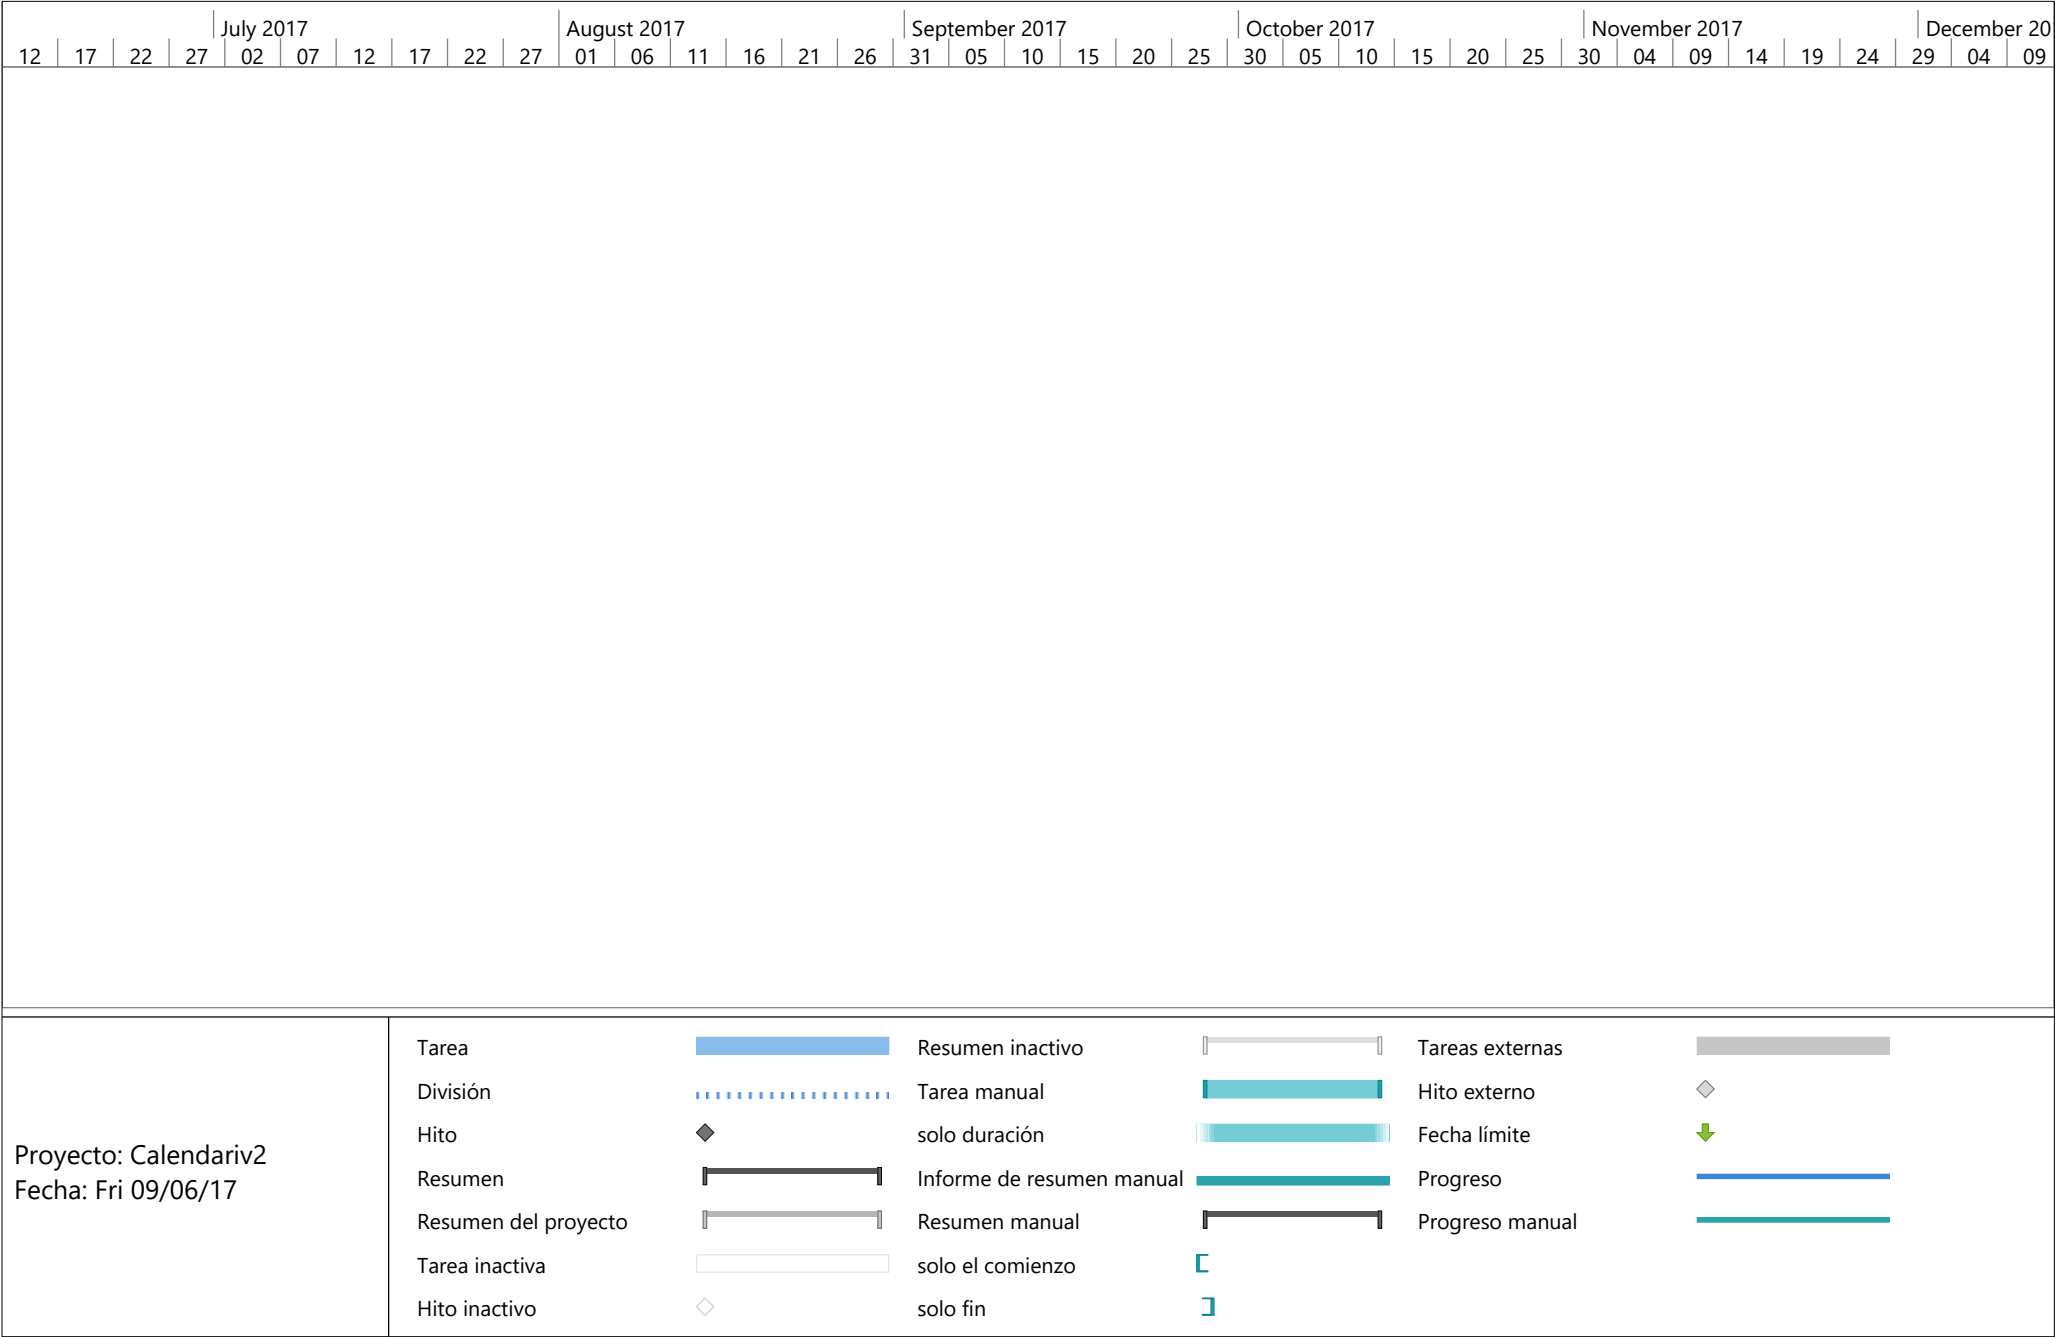 July 2017 August 2017 September 2017 October 2017 November 2017 December 20
12 17 22 27 02 07 12 17 22 27 01 06 11 16 21 26 31 05 10 15 20 25 30 05 10 15 20 25 30 04 09 14 19 24 29 04 09
Proyecto: Calendariv2
Fecha: Fri 09/06/17
Tarea
División
Hito
Resumen
Resumen del proyecto
Tarea inactiva
Hito inactivo
Resumen inactivo
Tarea manual
solo duración
Informe de resumen manual
Resumen manual
solo el comienzo
solo fin
Tareas externas
Hito externo
Fecha límite
Progreso
Progreso manual